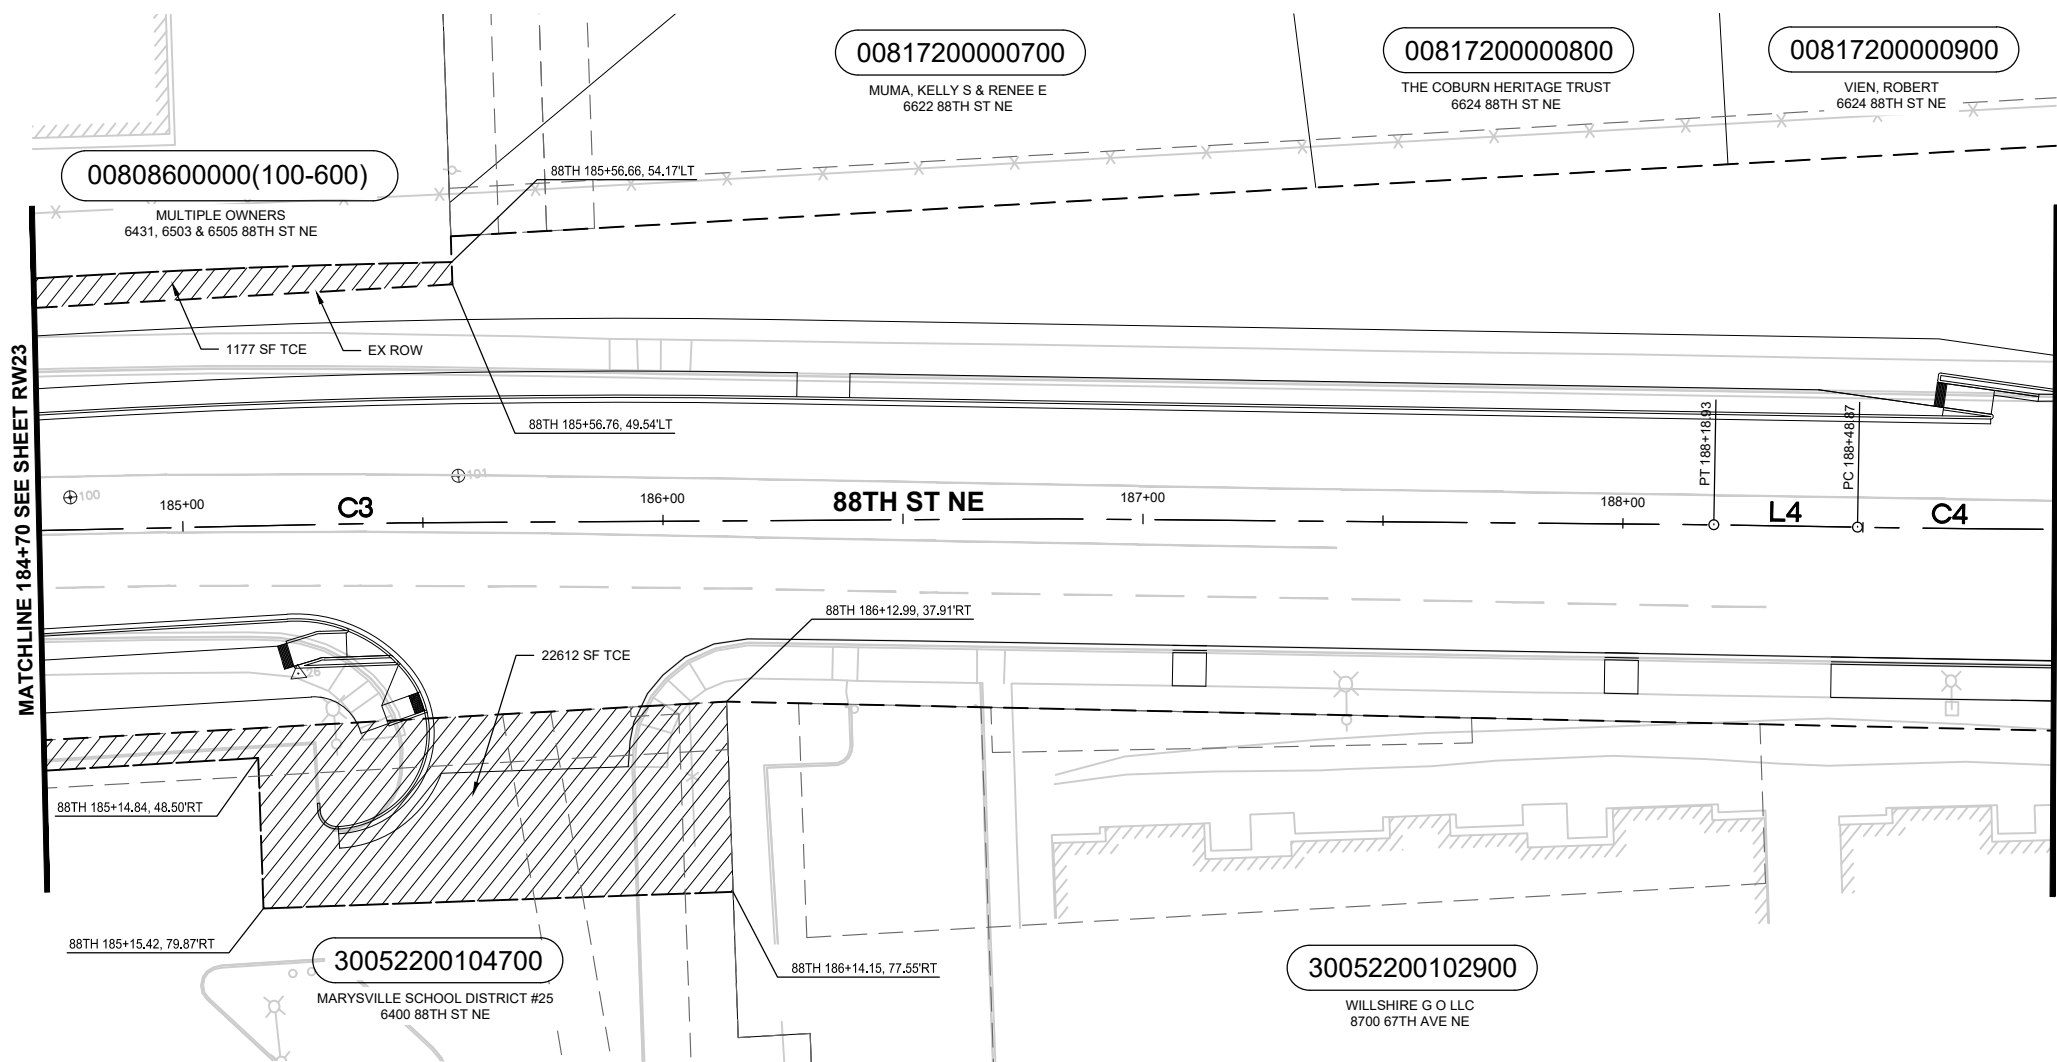 00817200000700
MUMA, KELLY S & RENEE E
6622 88TH ST NE
00817200000800
THE COBURN HERITAGE TRUST
6624 88TH ST NE
00817200000900
VIEN, ROBERT
6624 88TH ST NE
00808600000(100-600)
MULTIPLE OWNERS
6431, 6503 & 6505 88TH ST NE
88TH 185+56.66, 54.17'LT
1177 SF TCE
EX ROW
88TH 185+56.76, 49.54'LT
MATCHLINE 184+70 SEE SHEET RW23
100
101
185+00
C3
186+00
88TH ST NE
187+00
188+00
PT 188+18.93
L4
PC 188+48.87
C4
88TH 186+12.99, 37.91'RT
22612 SF TCE
26
88TH 185+14.84, 48.50'RT
88TH 185+15.42, 79.87'RT
30052200104700
MARYSVILLE SCHOOL DISTRICT #25
6400 88TH ST NE
88TH 186+14.15, 77.55'RT
30052200102900
WILLSHIRE G O LLC
8700 67TH AVE NE